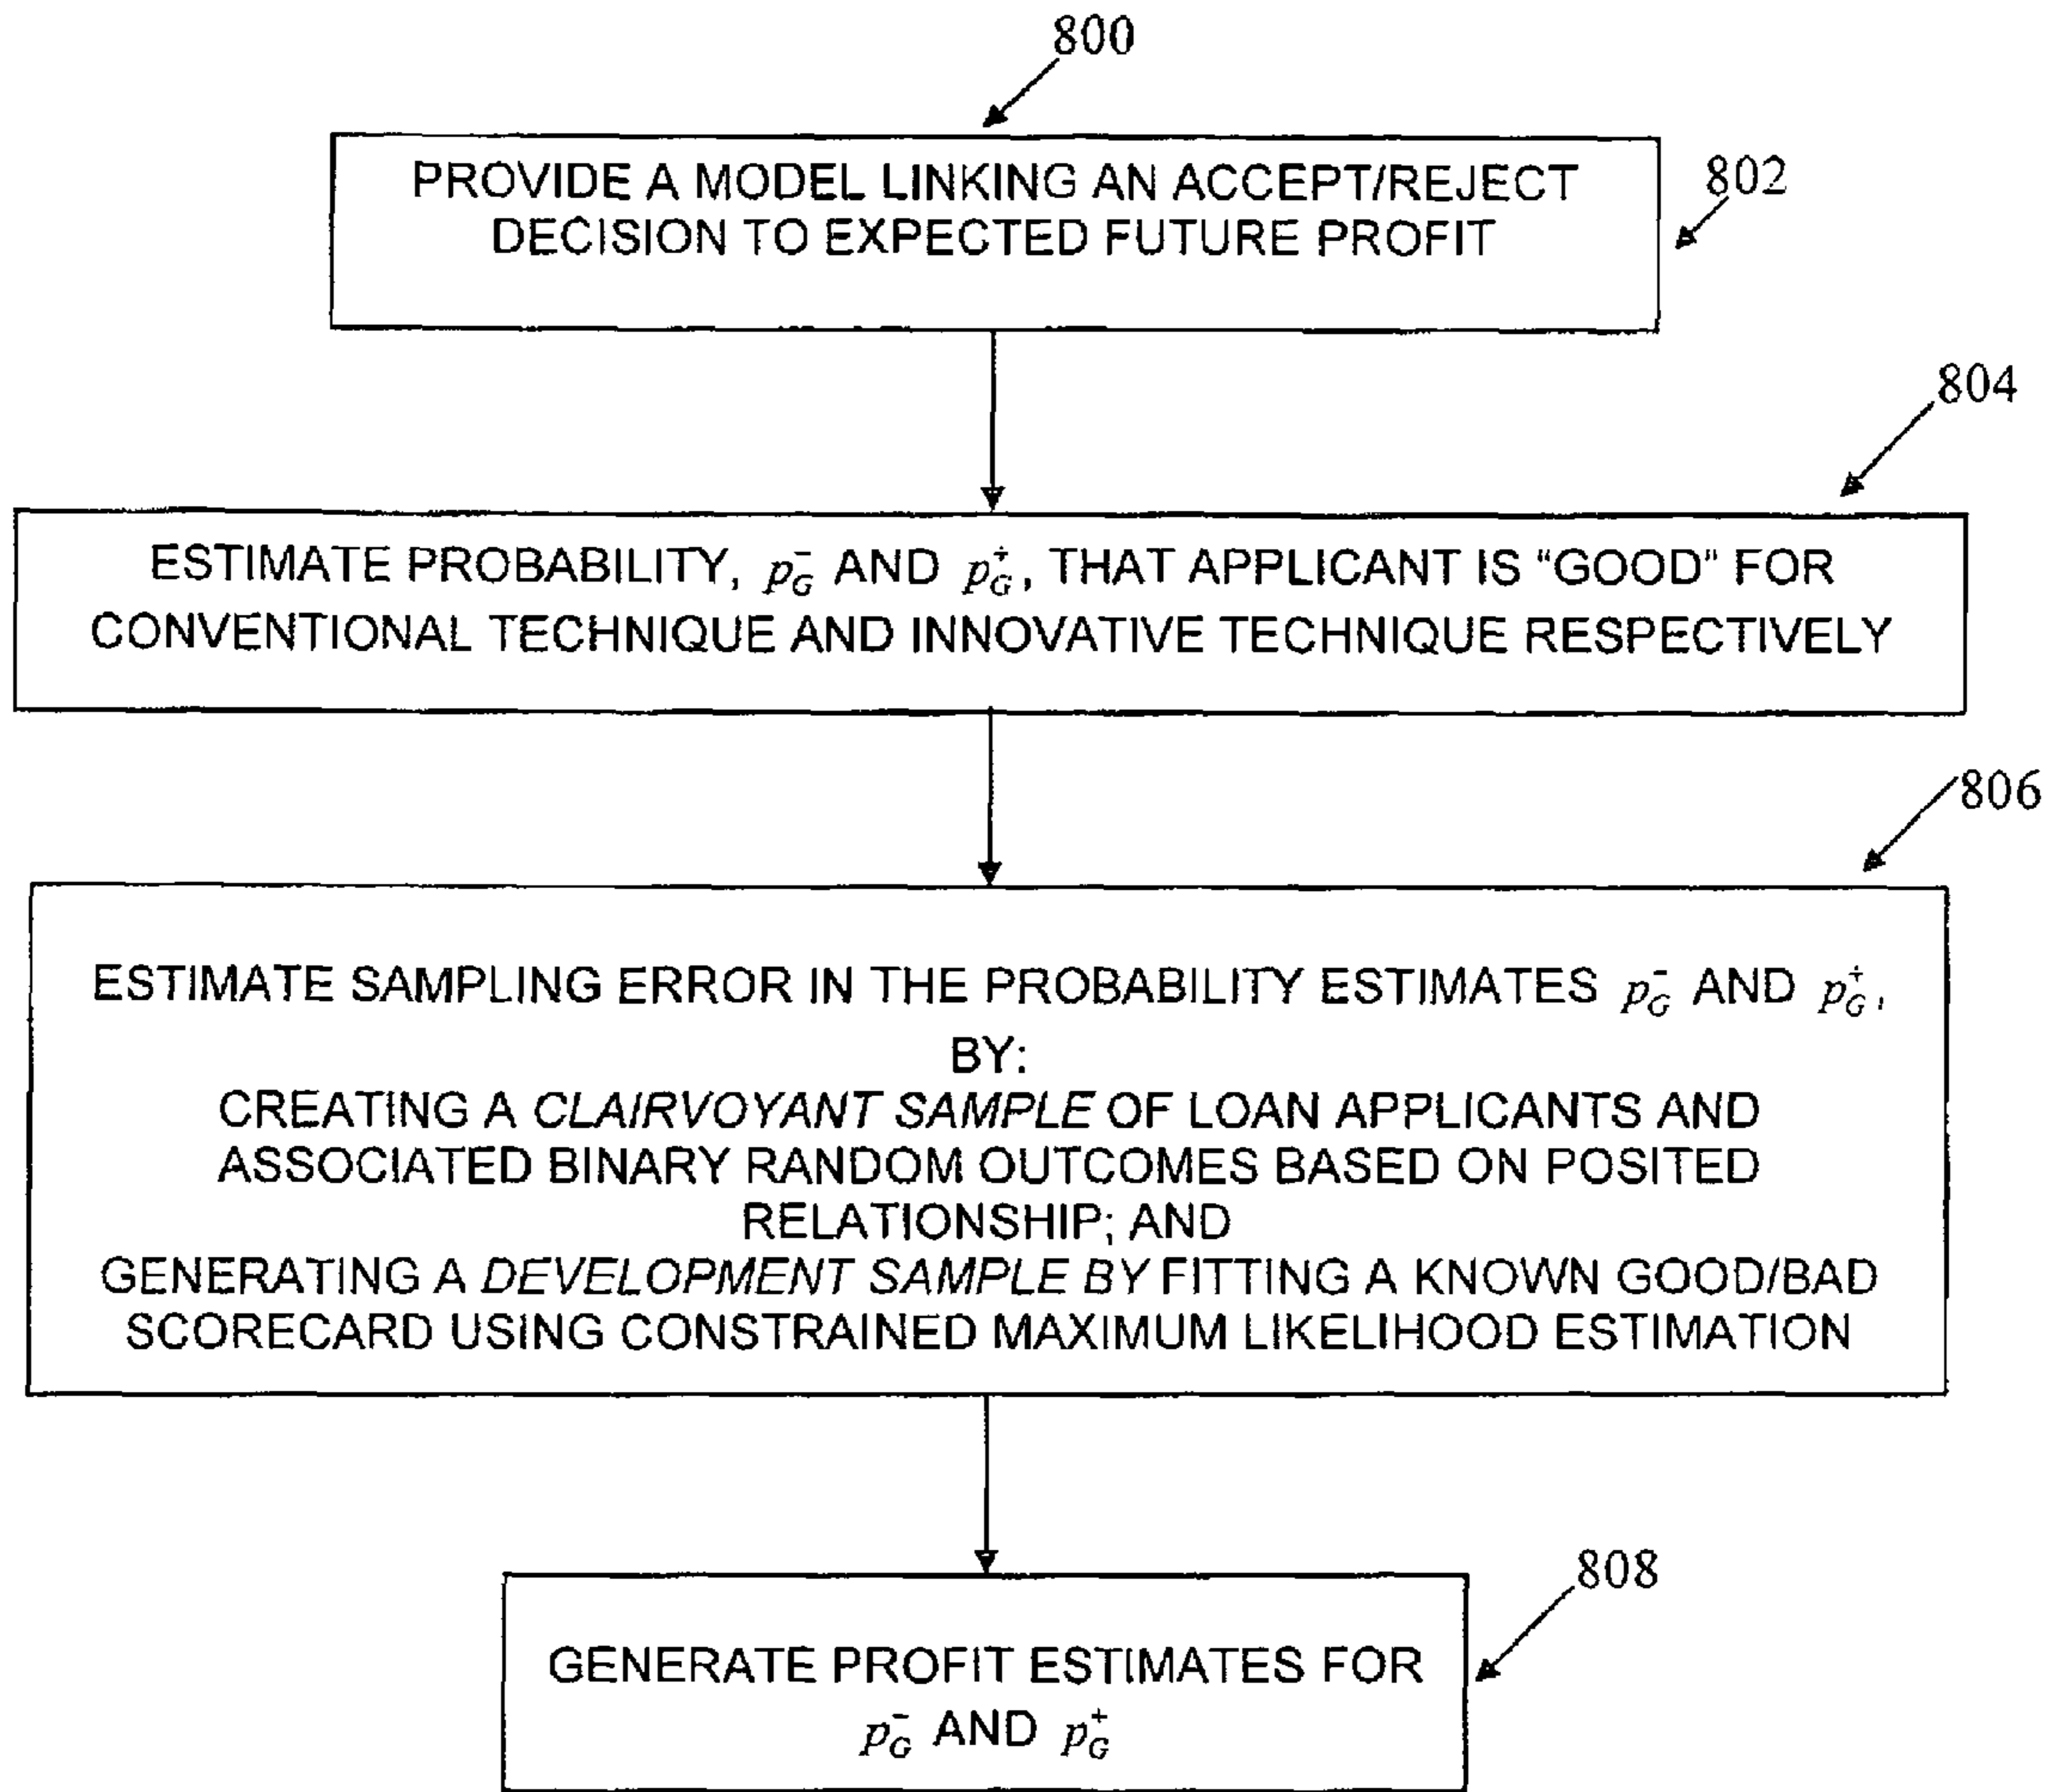 800
PROVIDE A MODEL LINKING AN ACCEPT/REJECT
DECISION TO EXPECTED FUTURE PROFIT
802
804
ESTIMATE PROBABILITY, p_G^- AND p_G^+, THAT APPLICANT IS “GOOD” FOR
CONVENTIONAL TECHNIQUE AND INNOVATIVE TECHNIQUE RESPECTIVELY
806
ESTIMATE SAMPLING ERROR IN THE PROBABILITY ESTIMATES p_G^- AND p_G^+,
BY:
CREATING A CLAIRVOYANT SAMPLE OF LOAN APPLICANTS AND
ASSOCIATED BINARY RANDOM OUTCOMES BASED ON POSITED
RELATIONSHIP; AND
GENERATING A DEVELOPMENT SAMPLE BY FITTING A KNOWN GOOD/BAD
SCORECARD USING CONSTRAINED MAXIMUM LIKELIHOOD ESTIMATION
808
GENERATE PROFIT ESTIMATES FOR
p_G^- AND p_G^+